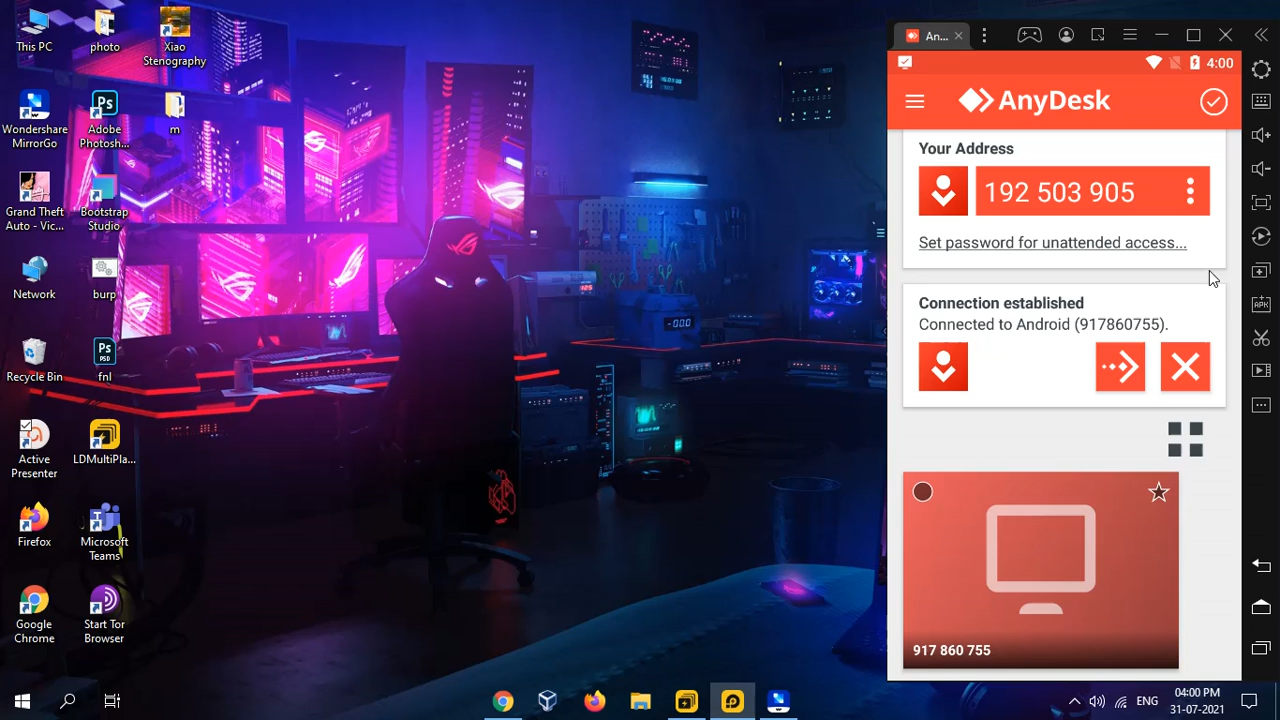 This PC
photo
Xiao
Stenography
Wondershare
MirrorGo
Adobe
Photosh...
m
Grand Theft
Auto - Vic...
Bootstrap
Studio
Network
burp
Recycle Bin
fnl
Active
Presenter
LDMultiPla...
Firefox
Microsoft
Teams
Google
Chrome
Start Tor
Browser
An...
4:00
AnyDesk
Your Address
192 503 905
Set password for unattended access...
Connection established
Connected to Android (917860755).
917 860 755
ENG
04:00 PM
31-07-2021